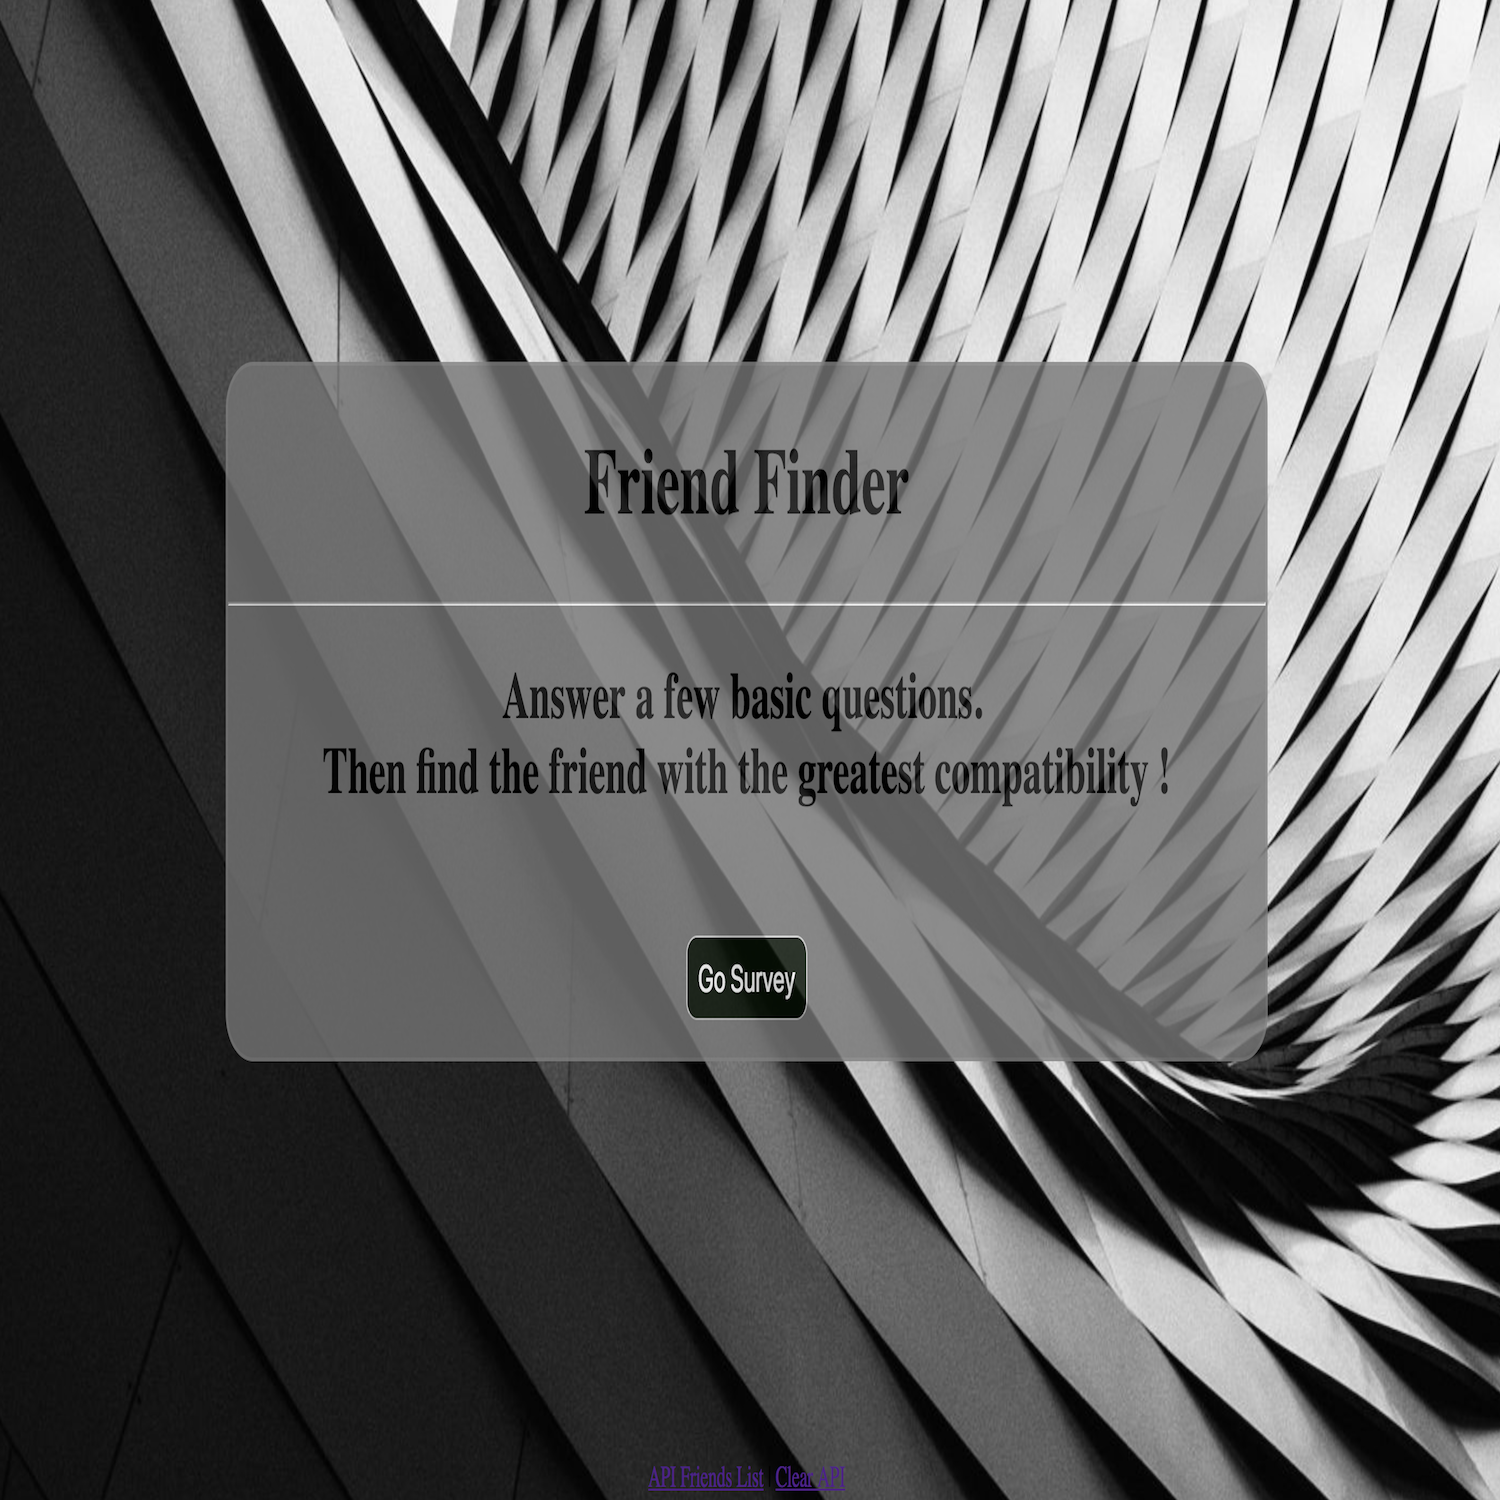 Friend Finder
Answer a few basic questions.
Then find the friend with the greatest compatibility !
Go Survey
API Friends List | Clear API